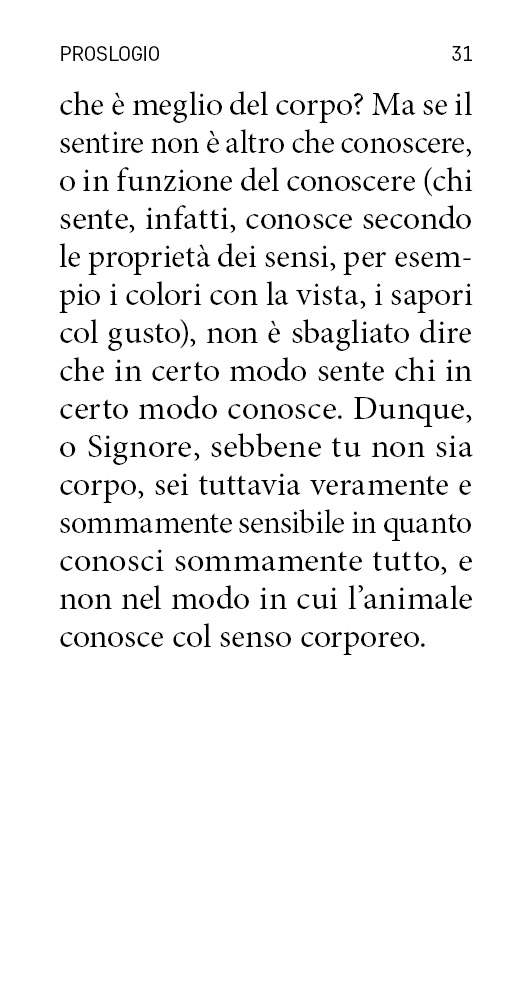 PROSLOGIO 31
che è meglio del corpo? Ma se il
sentire non è altro che conoscere,
o in funzione del conoscere (chi
sente, infatti, conosce secondo
le proprietà dei sensi, per esem-
pio i colori con la vista, i sapori
col gusto), non è sbagliato dire
che in certo modo sente chi in
certo modo conosce. Dunque,
o Signore, sebbene tu non sia
corpo, sei tuttavia veramente e
sommamente sensibile in quanto
conosci sommamente tutto, e
non nel modo in cui l’animale
conosce col senso corporeo.